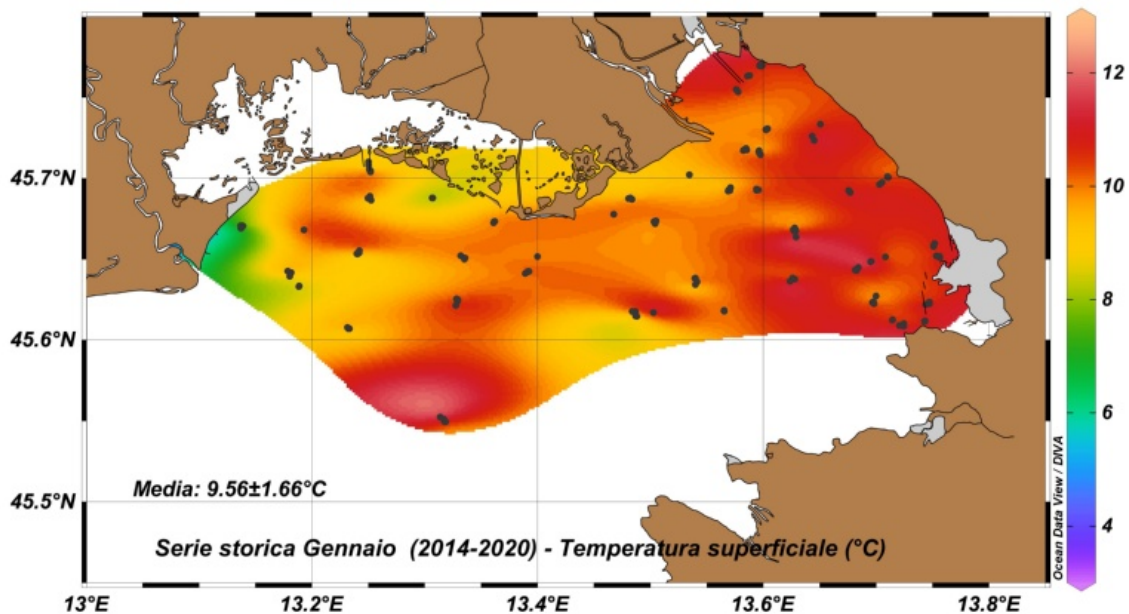 12
10
8
6
4
45.7°N
45.6°N
45.5°N
Media: 9.56±1.66°C
Serie storica Gennaio (2014-2020) - Temperatura superficiale (°C)
Ocean Data View / DIVA
13°E
13.2°E
13.4°E
13.6°E
13.8°E